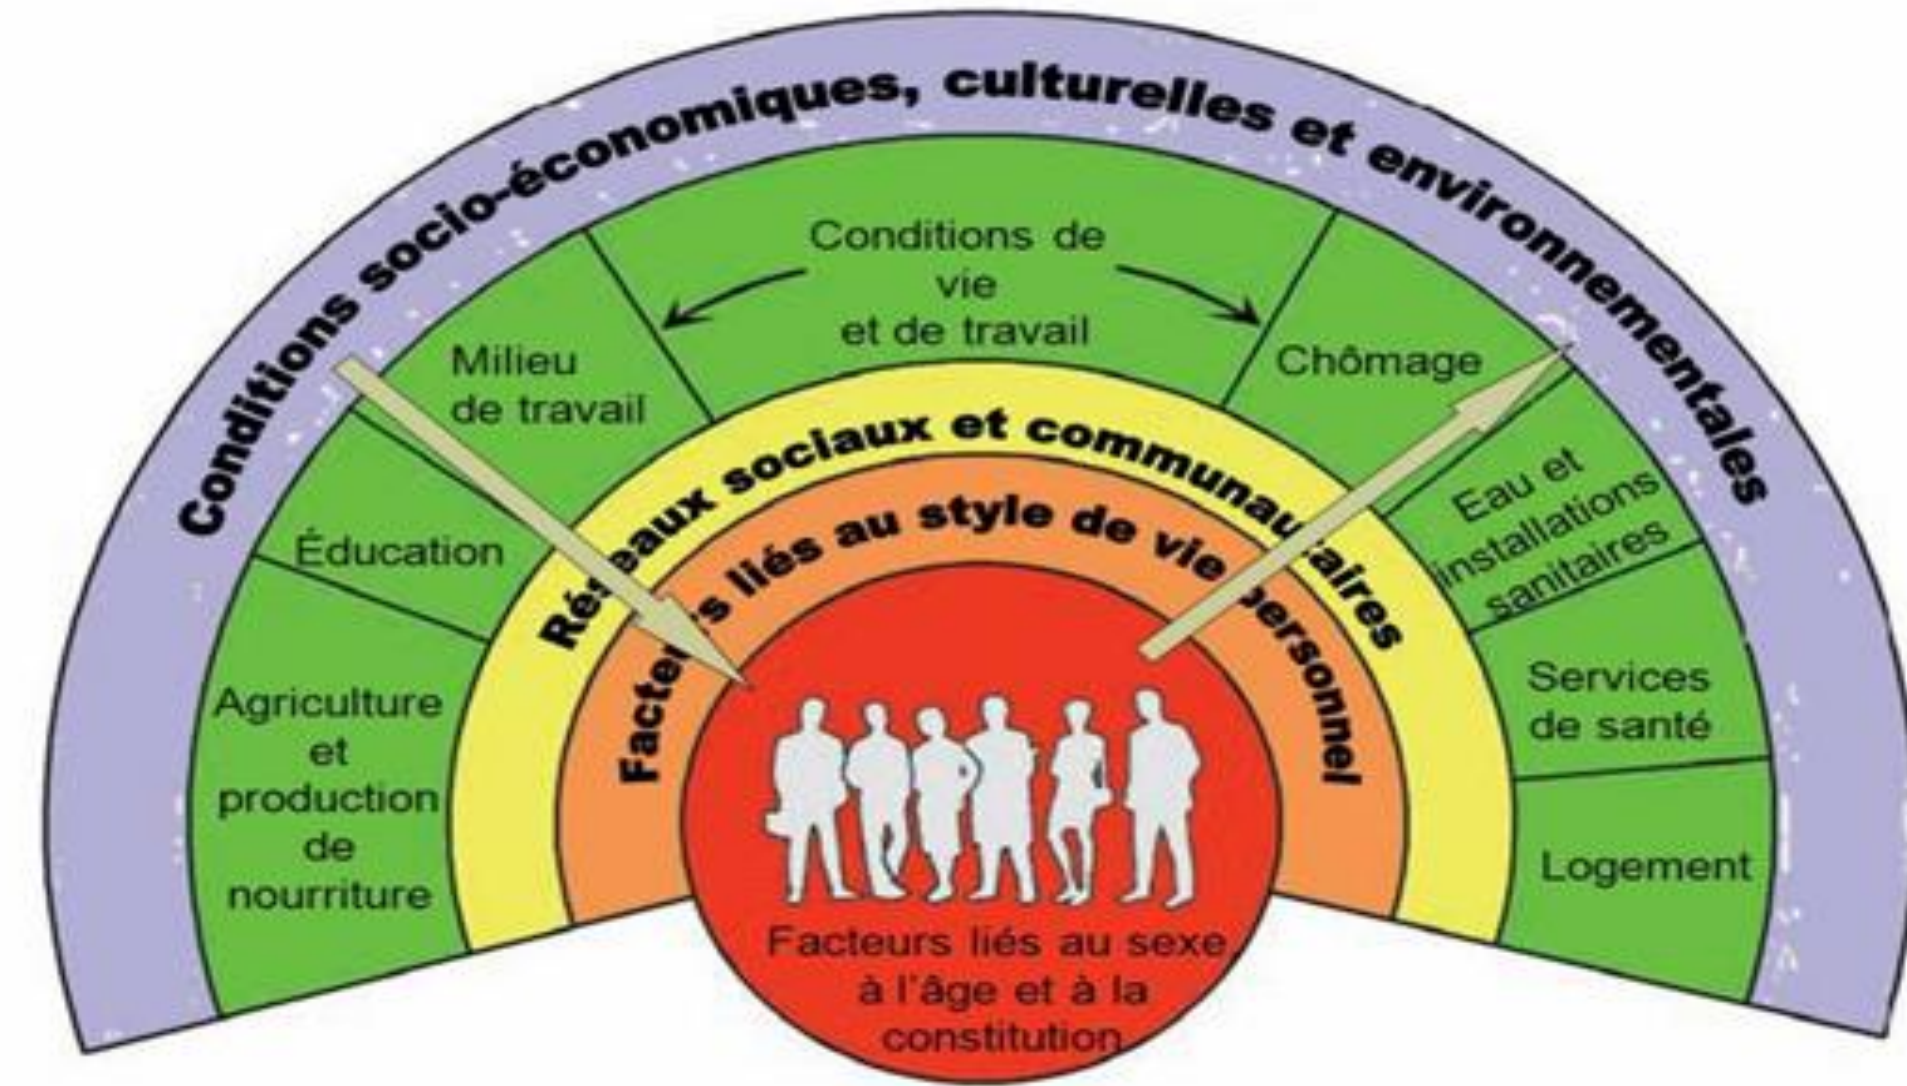 Conditions socio-économiques, culturelles et environnementales
Conditions de
vie
et de travail
Milieu
de travail
Chômage
Éducation
Eau et
installations
sanitaires
Agriculture
et
production
de
nourriture
Services
de santé
Logement
Réseaux sociaux et communautaires
Facteurs liés au style de vie personnel
Facteurs liés au sexe
à l'âge et à la
constitution